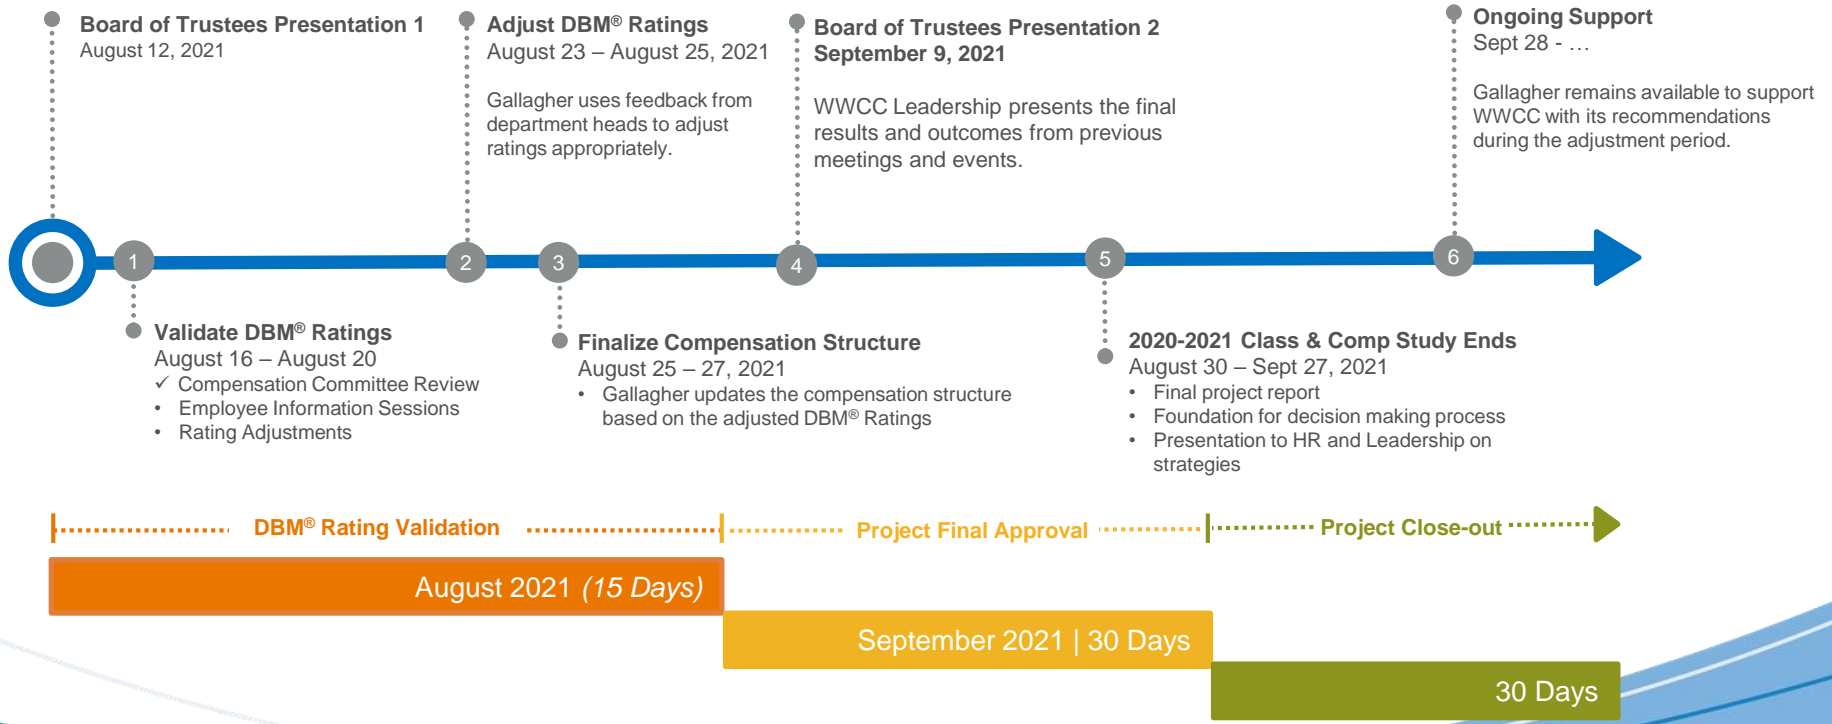 Board of Trustees Presentation 1
August 12, 2021
Adjust DBM® Ratings
August 23 – August 25, 2021
Gallagher uses feedback from
department heads to adjust
ratings appropriately.
Board of Trustees Presentation 2
September 9, 2021
WWCC Leadership presents the final
results and outcomes from previous
meetings and events.
Ongoing Support
Sept 28 - …
Gallagher remains available to support
WWCC with its recommendations
during the adjustment period.
1
2
3
4
5
6
Validate DBM® Ratings
August 16 – August 20
✓ Compensation Committee Review
• Employee Information Sessions
• Rating Adjustments
Finalize Compensation Structure
August 25 – 27, 2021
• Gallagher updates the compensation structure
based on the adjusted DBM® Ratings
2020-2021 Class & Comp Study Ends
August 30 – Sept 27, 2021
• Final project report
• Foundation for decision making process
• Presentation to HR and Leadership on
strategies
DBM® Rating Validation
Project Final Approval
Project Close-out
August 2021 (15 Days)
September 2021 | 30 Days
30 Days